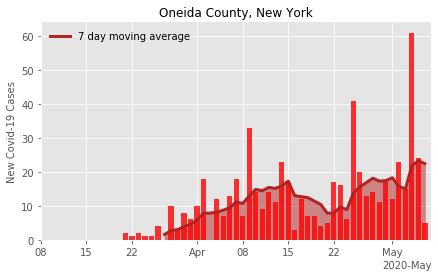 Oneida County, New York
7 day moving average
New Covid-19 Cases
60
50
40
30
20
10
0
08 15 22 Apr 08 15 22 May 08
2020-May